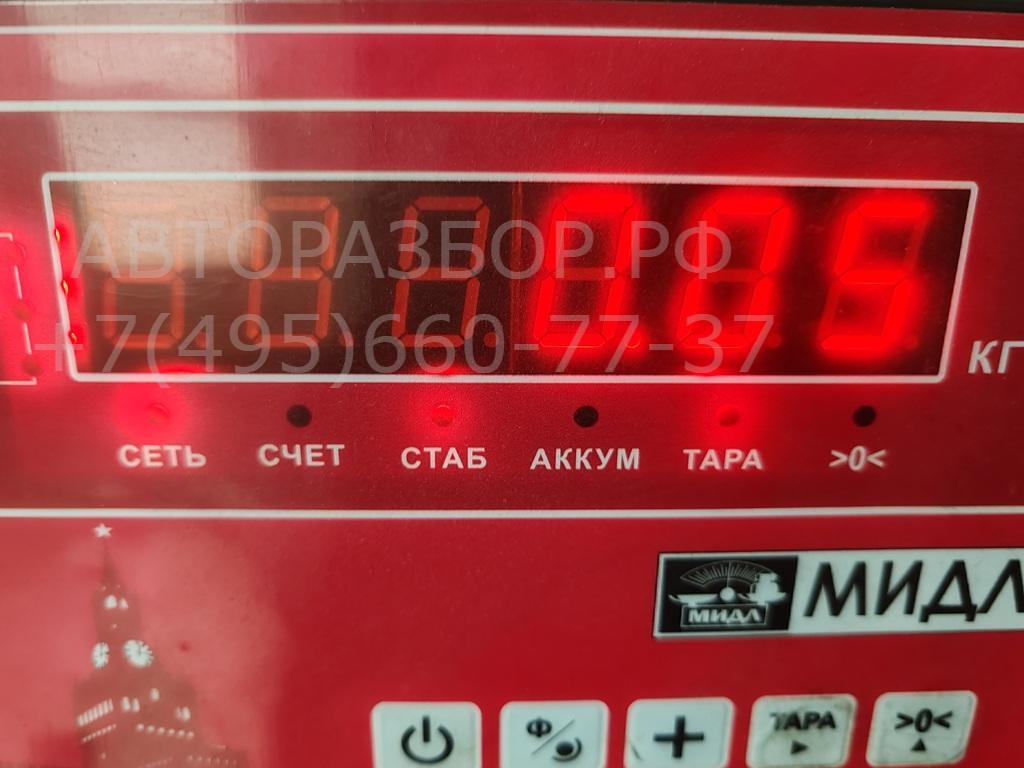 АВТОРАЗБОР.РФ
+7(495)660-77-37
КГ
СЕТЬ СЧЕТ СТАБ АККУМ ТАРА >0<
МИДЛ МИДЛ
Ф + ТАРА >0<